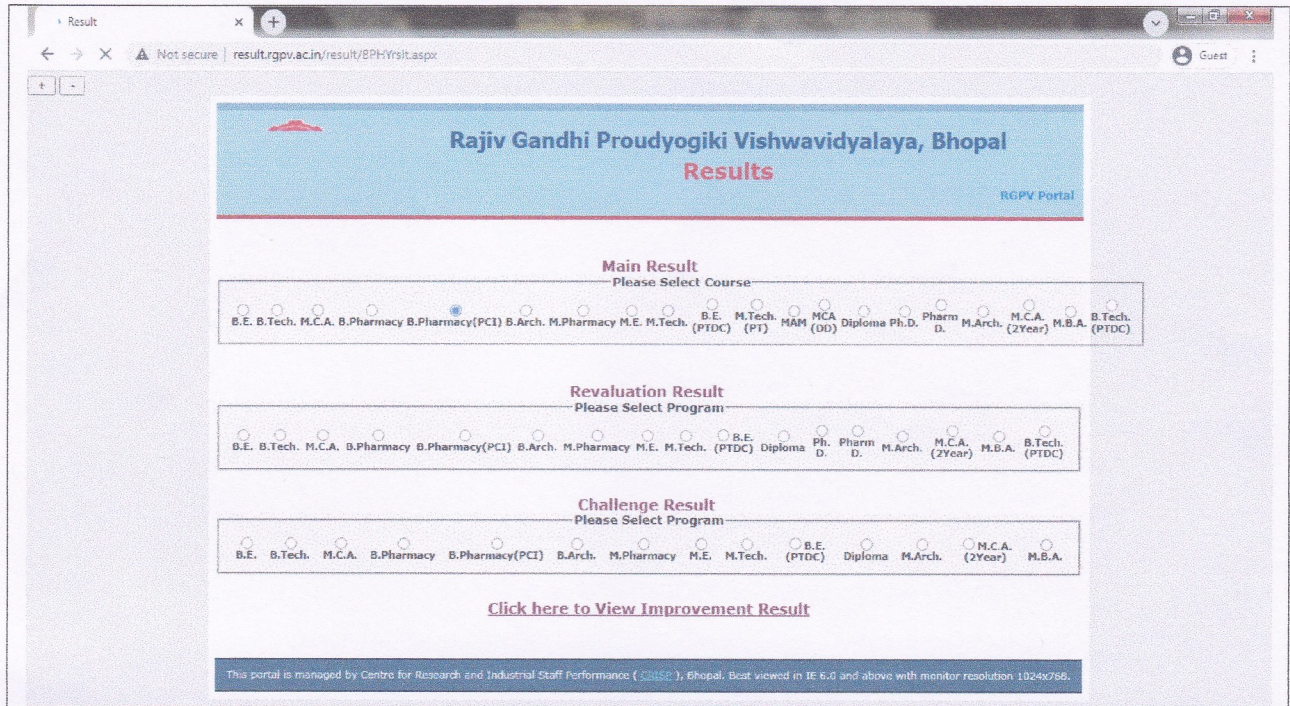 Result
Not secure | result.rgpv.ac.in/result/BPHYrslt.aspx
Guest
+ -
Rajiv Gandhi Proudyogiki Vishwavidyalaya, Bhopal
Results
RGPV Portal
Main Result
Please Select Course
B.E. B.Tech. M.C.A. B.Pharmacy B.Pharmacy(PCI) B.Arch. M.Pharmacy M.E. M.Tech. B.E. (PTDC) M.Tech. (PT) MAM MCA (DD) Diploma Ph.D. Pharm D. M.Arch. M.C.A. (2Year) M.B.A. B.Tech. (PTDC)
Revaluation Result
Please Select Program
B.E. B.Tech. M.C.A. B.Pharmacy B.Pharmacy(PCI) B.Arch. M.Pharmacy M.E. M.Tech. B.E. (PTDC) Diploma Ph. D. Pharm D. M.Arch. M.C.A. (2Year) M.B.A. B.Tech. (PTDC)
Challenge Result
Please Select Program
B.E. B.Tech. M.C.A. B.Pharmacy B.Pharmacy(PCI) B.Arch. M.Pharmacy M.E. M.Tech. B.E. (PTDC) Diploma M.Arch. M.C.A. (2Year) M.B.A.
Click here to View Improvement Result
This portal is managed by Centre for Research and Industrial Staff Performance ( CRISP ), Bhopal. Best viewed in IE 6.0 and above with monitor resolution 1024x768.